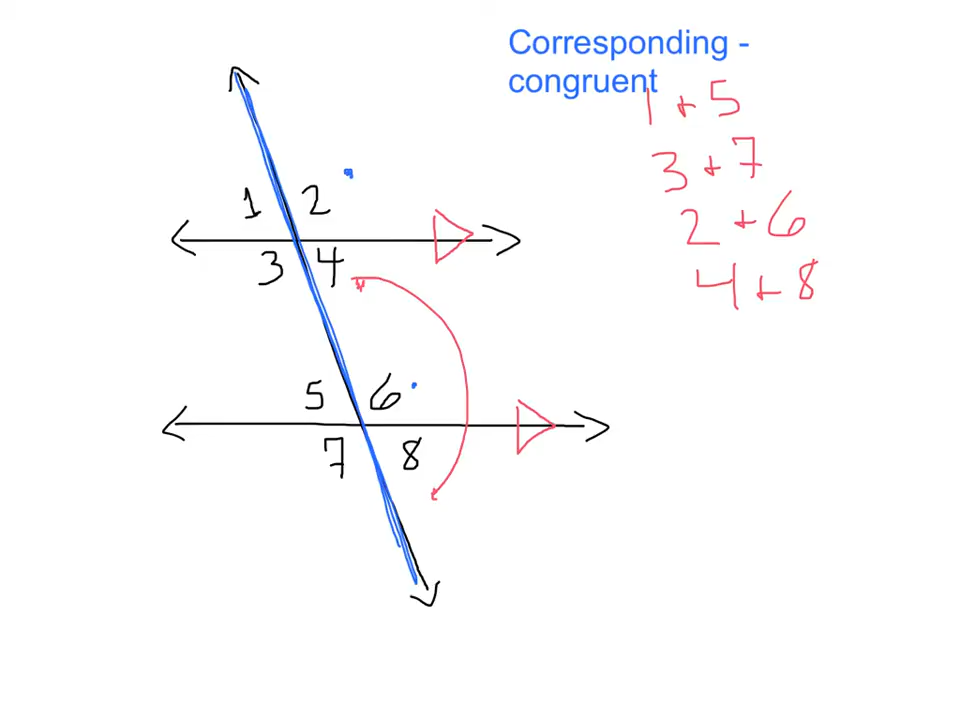 Corresponding -
congruent
1 + 5
3 + 7
2 + 6
4 + 8
1 2
3 4
5 6
7 8